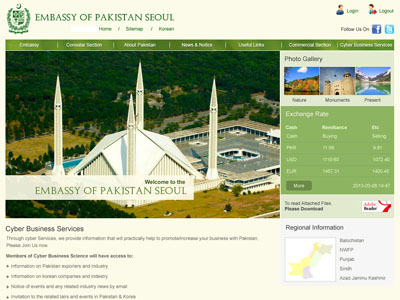 EMBASSY OF PAKISTAN SEOUL
Login
Logout
Home / Sitemap / Korean
Follow Us On
Embassy
Consular Section
About Pakistan
News & Notice
Useful Links
Commercial Section
Cyber Business Services
Photo Gallery
Nature
Monuments
Present
Exchange Rate
Cash Remittance Etc
Cash Buying Selling
PKR 11.06 9.81
USD 1110.60 1072.40
EUR 1457.31 1400.45
More
2013-03-08 14:47
To read Attached Files.
Please Download
Adobe
Reader
Welcome to the
EMBASSY OF PAKISTAN SEOUL
Cyber Business Services
Through cyber Services, we provide information that will practically help to promote/increase your business with Pakistan.
Please Join Us now.
Members of Cyber Business Science will have access to:
Information on Pakistan exporters and industry
Information on korean companies and industry
Notice of events and any related industry news by email
Invitation to the related fairs and events in Pakistan & Korea
Regional Information
Balochistan
NWFP
Punjab
Sindh
Azad Jammu Kashmir